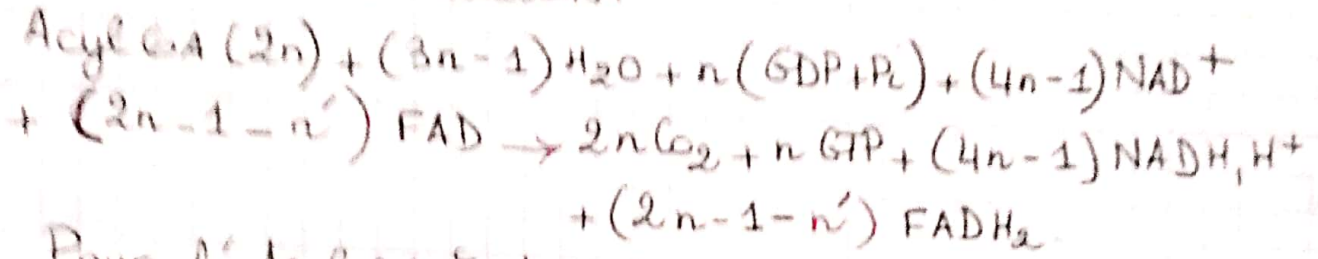 Acyl CoA (2n) + (3n - 1) H2O + n (GDP + Pi) + (4n - 1) NAD+
+ (2n - 1 - n') FAD → 2n CO2 + n GTP + (4n - 1) NADH, H+
+ (2n - 1 - n') FADH2